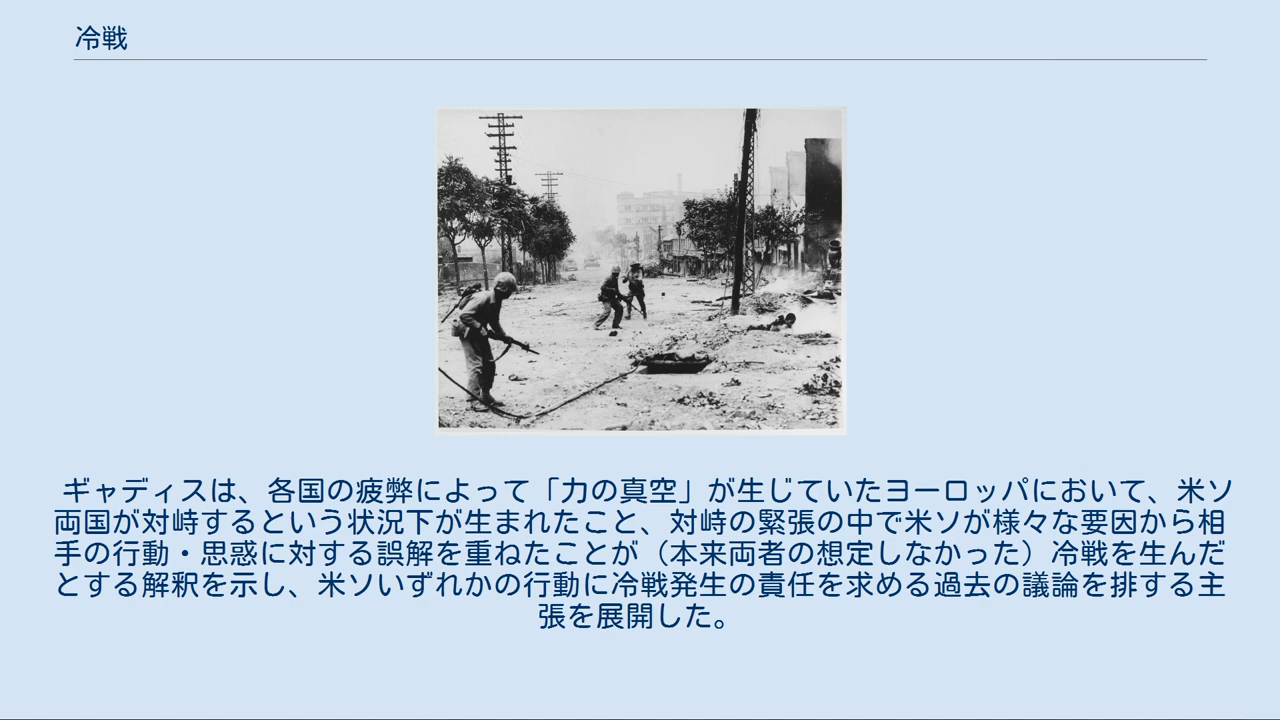 冷戦
ギャディスは、各国の疲弊によって「力の真空」が生じていたヨーロッパにおいて、米ソ
両国が対峙するという状況下が生まれたこと、対峙の緊張の中で米ソが様々な要因から相
手の行動・思惑に対する誤解を重ねたことが（本来両者の想定しなかった）冷戦を生んだ
とする解釈を示し、米ソいずれかの行動に冷戦発生の責任を求める過去の議論を排する主
張を展開した。